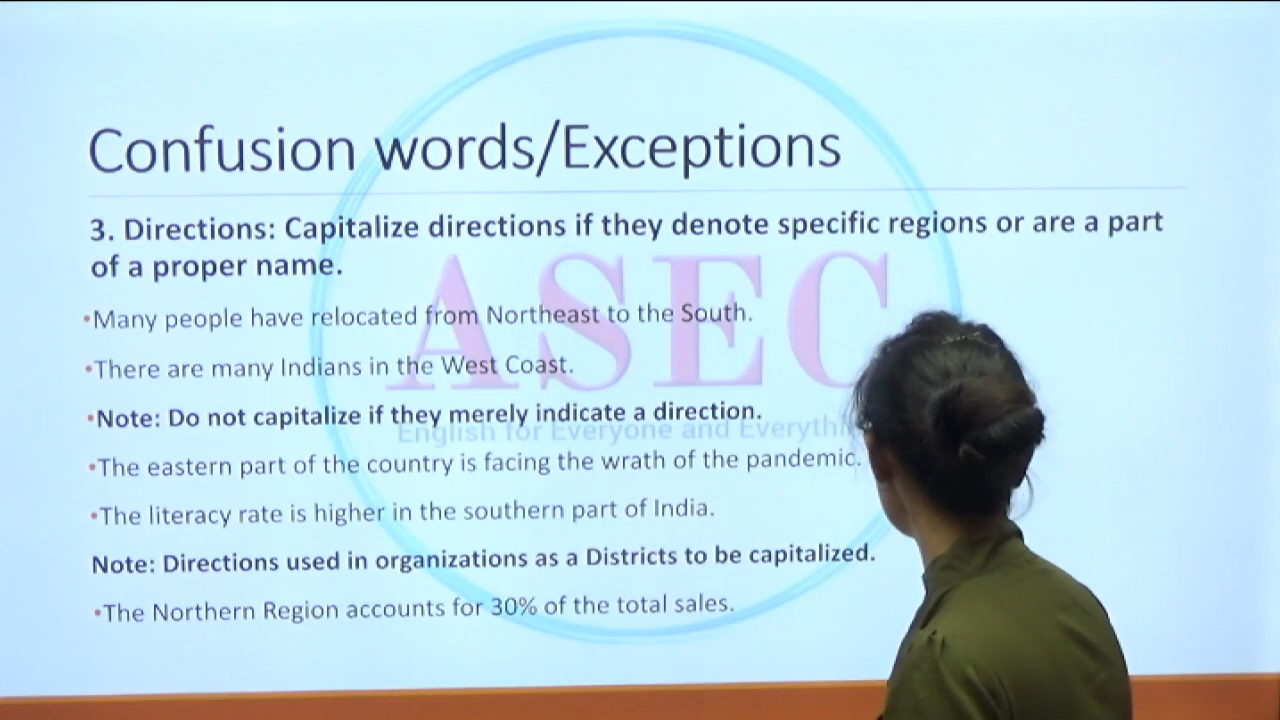 Confusion words/Exceptions
3. Directions: Capitalize directions if they denote specific regions or are a part
of a proper name.
•Many people have relocated from Northeast to the South.
•There are many Indians in the West Coast.
•Note: Do not capitalize if they merely indicate a direction.
•The eastern part of the country is facing the wrath of the pandemic.
•The literacy rate is higher in the southern part of India.
Note: Directions used in organizations as a Districts to be capitalized.
•The Northern Region accounts for 30% of the total sales.
ASEC
English for Everyone and